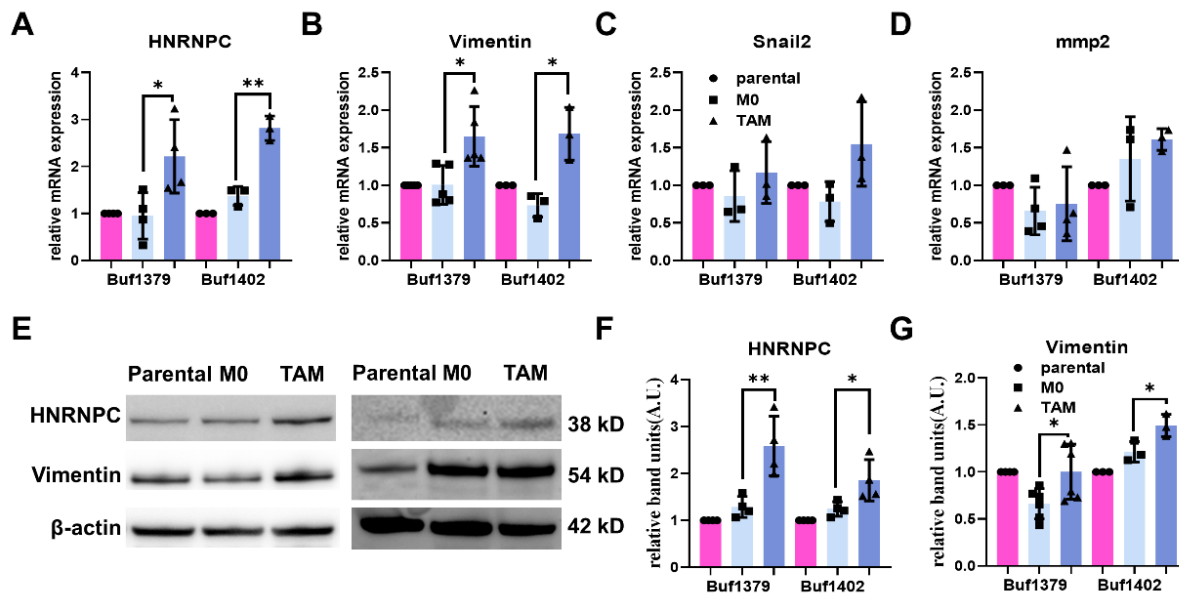 A
HNRNPC
relative mRNA expression
4
3
2
1
0
*
**
Buf1379
Buf1402
B
Vimentin
relative mRNA expression
2.5
2.0
1.5
1.0
0.5
0.0
*
*
Buf1379
Buf1402
C
Snail2
relative mRNA expression
2.5
2.0
1.5
1.0
0.5
0.0
parental
M0
TAM
Buf1379
Buf1402
D
mmp2
relative mRNA expression
2.5
2.0
1.5
1.0
0.5
0.0
Buf1379
Buf1402
E
Parental M0 TAM
Parental M0 TAM
HNRNPC
38 kD
Vimentin
54 kD
β-actin
42 kD
F
HNRNPC
relative band units(A.U.)
4
3
2
1
0
**
*
Buf1379
Buf1402
G
Vimentin
relative band units(A.U.)
2.0
1.5
1.0
0.5
0.0
parental
M0
TAM
*
*
Buf1379
Buf1402